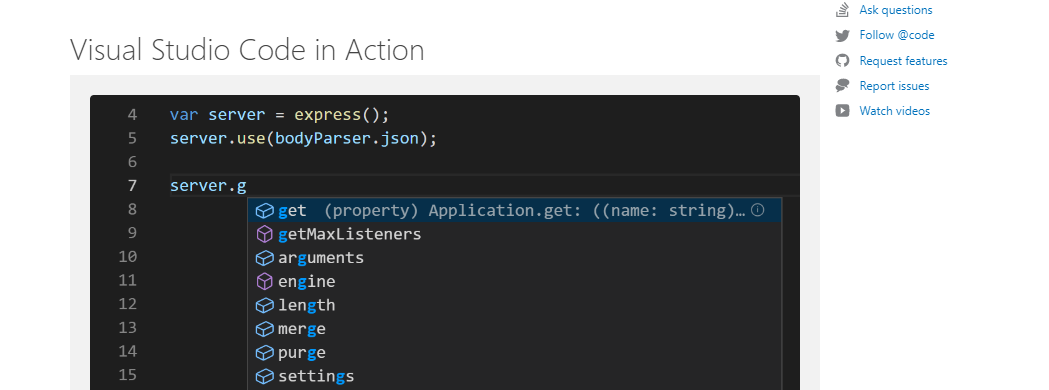 Ask questions
Follow @code
Request features
Report issues
Watch videos
Visual Studio Code in Action
4 var server = express();
5 server.use(bodyParser.json);
6
7 server.g
8 get (property) Application.get: ((name: string)…
9 getMaxListeners
10 arguments
11 engine
12 length
13 merge
14 purge
15 settings